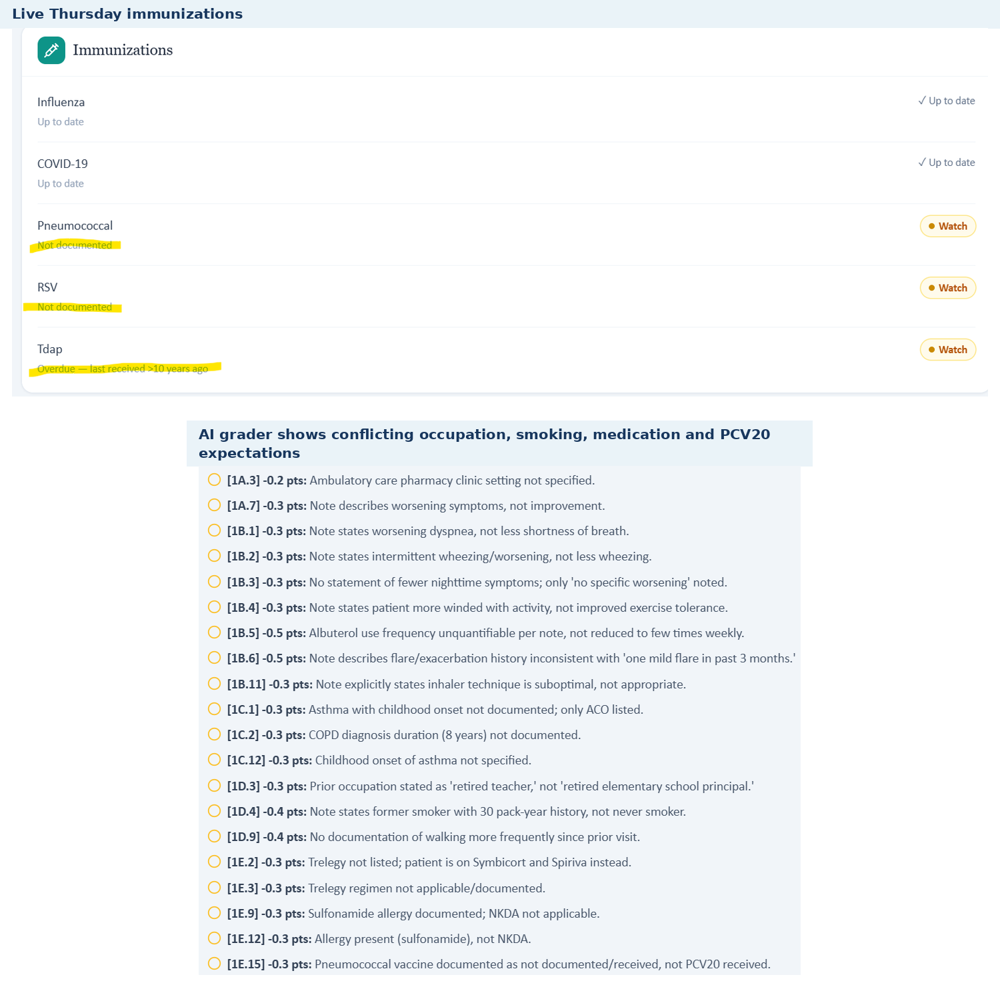 Live Thursday immunizations
Immunizations
Influenza
✓ Up to date
Up to date
COVID-19
✓ Up to date
Up to date
Pneumococcal
Watch
Not documented
RSV
Watch
Not documented
Tdap
Watch
Overdue — last received >10 years ago
AI grader shows conflicting occupation, smoking, medication and PCV20
expectations
[1A.3] -0.2 pts: Ambulatory care pharmacy clinic setting not specified.
[1A.7] -0.3 pts: Note describes worsening symptoms, not improvement.
[1B.1] -0.3 pts: Note states worsening dyspnea, not less shortness of breath.
[1B.2] -0.3 pts: Note states intermittent wheezing/worsening, not less wheezing.
[1B.3] -0.3 pts: No statement of fewer nighttime symptoms; only 'no specific worsening' noted.
[1B.4] -0.3 pts: Note states patient more winded with activity, not improved exercise tolerance.
[1B.5] -0.5 pts: Albuterol use frequency unquantifiable per note, not reduced to few times weekly.
[1B.6] -0.5 pts: Note describes flare/exacerbation history inconsistent with 'one mild flare in past 3 months.'
[1B.11] -0.3 pts: Note explicitly states inhaler technique is suboptimal, not appropriate.
[1C.1] -0.3 pts: Asthma with childhood onset not documented; only ACO listed.
[1C.2] -0.3 pts: COPD diagnosis duration (8 years) not documented.
[1C.12] -0.3 pts: Childhood onset of asthma not specified.
[1D.3] -0.3 pts: Prior occupation stated as 'retired teacher,' not 'retired elementary school principal.'
[1D.4] -0.4 pts: Note states former smoker with 30 pack-year history, not never smoker.
[1D.9] -0.4 pts: No documentation of walking more frequently since prior visit.
[1E.2] -0.3 pts: Trelegy not listed; patient is on Symbicort and Spiriva instead.
[1E.3] -0.3 pts: Trelegy regimen not applicable/documented.
[1E.9] -0.3 pts: Sulfonamide allergy documented; NKDA not applicable.
[1E.12] -0.3 pts: Allergy present (sulfonamide), not NKDA.
[1E.15] -0.3 pts: Pneumococcal vaccine documented as not documented/received, not PCV20 received.